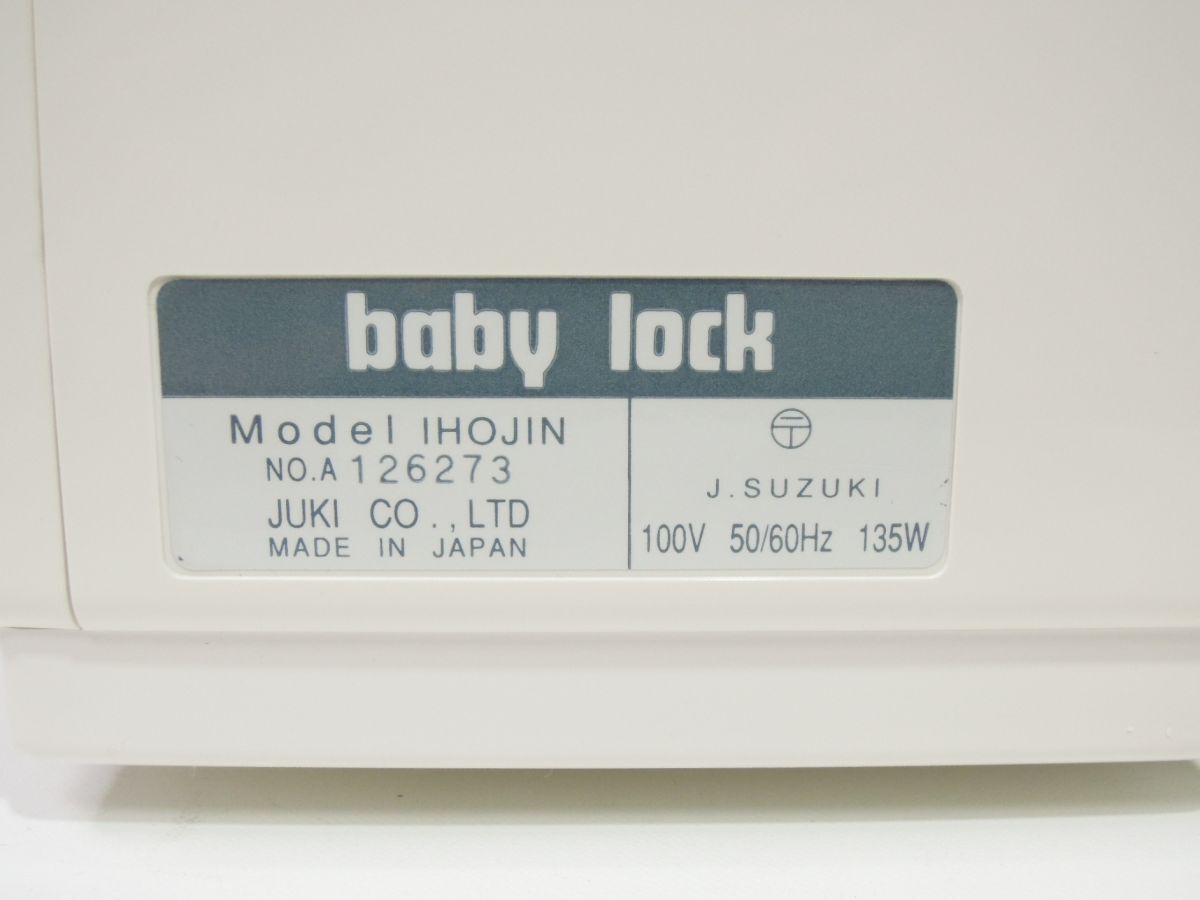 baby lock
Model IHOJIN
NO.A 126273
JUKI CO.,LTD
MADE IN JAPAN
〶
J.SUZUKI
100V 50/60Hz 135W